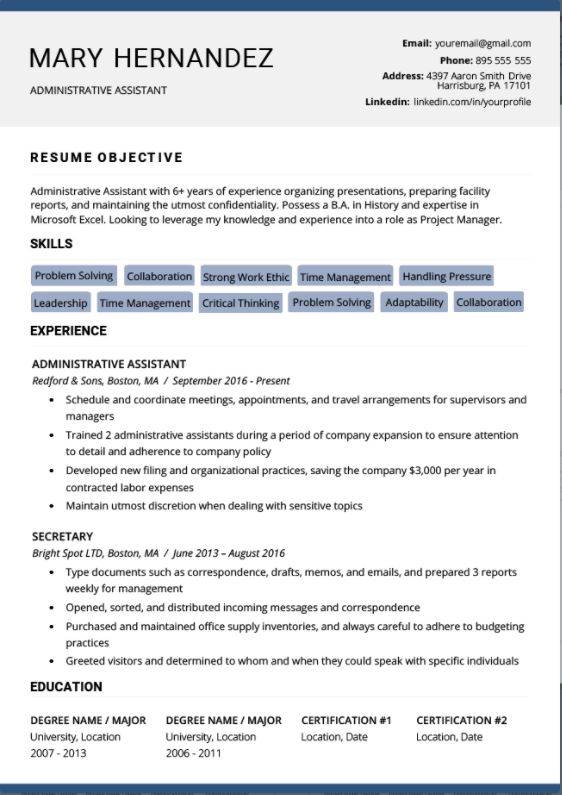 MARY HERNANDEZ
ADMINISTRATIVE ASSISTANT
Email: youremail@gmail.com
Phone: 895 555 555
Address: 4397 Aaron Smith Drive
Harrisburg, PA 17101
Linkedin: linkedin.com/in/yourprofile
RESUME OBJECTIVE
Administrative Assistant with 6+ years of experience organizing presentations, preparing facility
reports, and maintaining the utmost confidentiality. Possess a B.A. in History and expertise in
Microsoft Excel. Looking to leverage my knowledge and experience into a role as Project Manager.
SKILLS
Problem Solving Collaboration Strong Work Ethic Time Management Handling Pressure
Leadership Time Management Critical Thinking Problem Solving Adaptability Collaboration
EXPERIENCE
ADMINISTRATIVE ASSISTANT
Redford & Sons, Boston, MA / September 2016 - Present
• Schedule and coordinate meetings, appointments, and travel arrangements for supervisors and
managers
• Trained 2 administrative assistants during a period of company expansion to ensure attention
to detail and adherence to company policy
• Developed new filing and organizational practices, saving the company $3,000 per year in
contracted labor expenses
• Maintain utmost discretion when dealing with sensitive topics
SECRETARY
Bright Spot LTD, Boston, MA / June 2013 – August 2016
• Type documents such as correspondence, drafts, memos, and emails, and prepared 3 reports
weekly for management
• Opened, sorted, and distributed incoming messages and correspondence
• Purchased and maintained office supply inventories, and always careful to adhere to budgeting
practices
• Greeted visitors and determined to whom and when they could speak with specific individuals
EDUCATION
DEGREE NAME / MAJOR DEGREE NAME / MAJOR CERTIFICATION #1 CERTIFICATION #2
University, Location University, Location Location, Date Location, Date
2007 - 2013 2006 - 2011